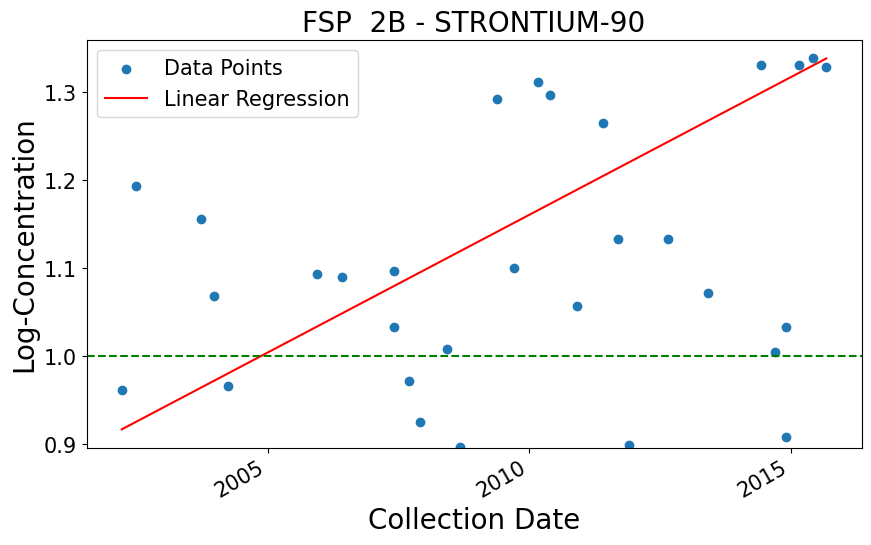 FSP  2B - STRONTIUM-90
Data Points
Linear Regression
Log-Concentration
1.3
1.2
1.1
1.0
0.9
2005
2010
2015
Collection Date